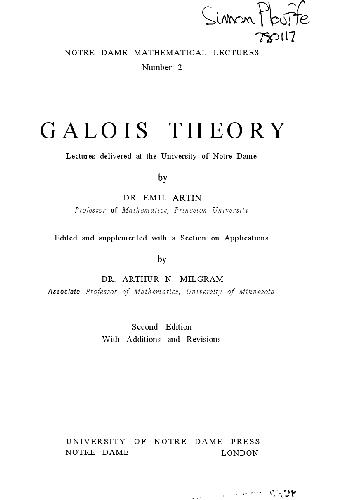 Simon Plouffe
780117
NOTRE DAME MATHEMATICAL LECTURES
Number 2
GALOIS THEORY
Lectures delivered at the University of Notre Dame
by
DR. EMIL ARTIN
Professor of Mathematics, Princeton University
Edited and supplemented with a Section on Applications
by
DR. ARTHUR N. MILGRAM
Associate Professor of Mathematics, University of Minnesota
Second Edition
With Additions and Revisions
UNIVERSITY OF NOTRE DAME PRESS
NOTRE DAME LONDON